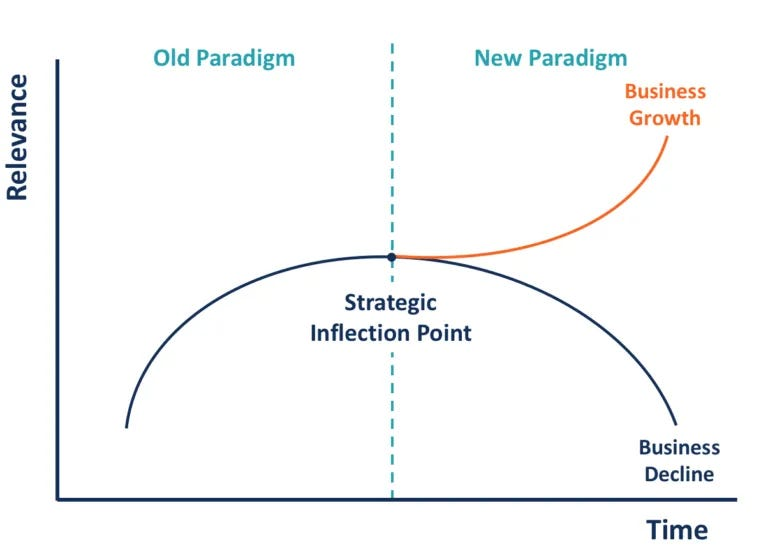 Old Paradigm
New Paradigm
Relevance
Business
Growth
Strategic
Inflection Point
Business
Decline
Time